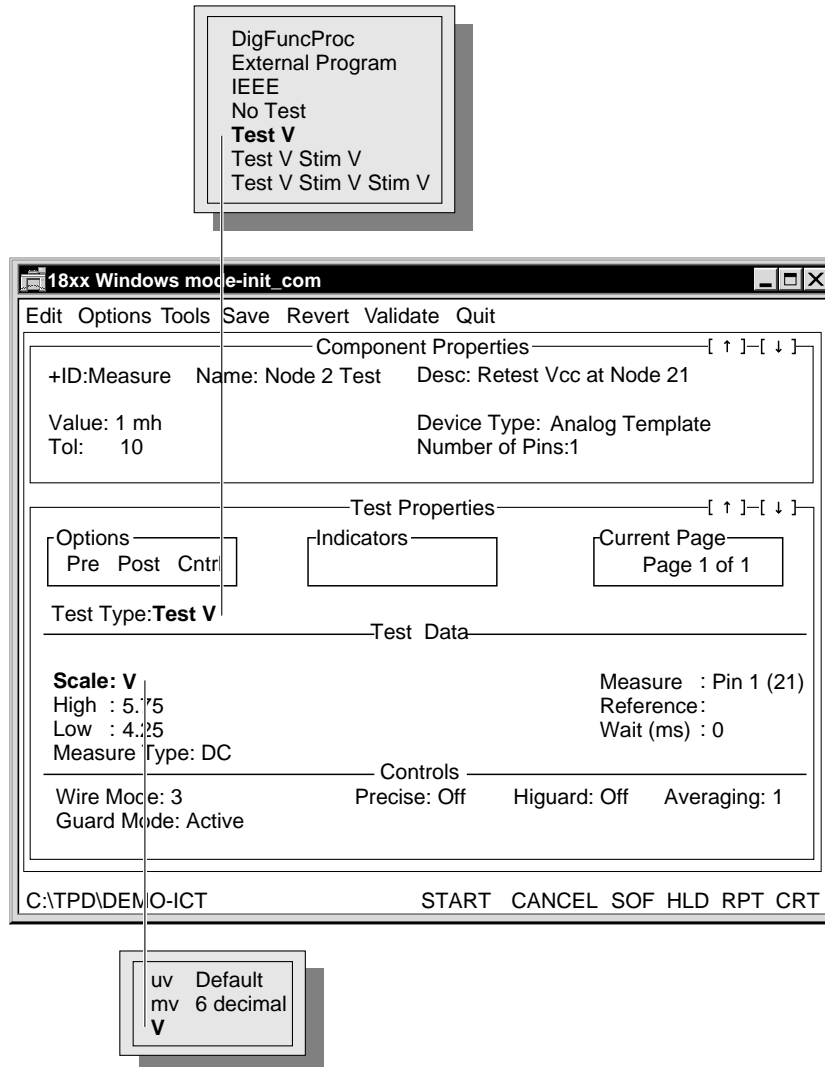 DigFuncProc
External Program
IEEE
No Test
Test V
Test V Stim V
Test V Stim V Stim V
18xx Windows mode-init_com
Edit Options Tools Save Revert Validate Quit
Component Properties [ ↑ ]-[ ↓ ]
+ID:Measure Name: Node 2 Test Desc: Retest Vcc at Node 21
Value: 1 mh Device Type: Analog Template
Tol: 10 Number of Pins:1
Test Properties [ ↑ ]-[ ↓ ]
Options Indicators Current Page
Pre Post Cntrl Page 1 of 1
Test Type:Test V
Test Data
Scale: V Measure : Pin 1 (21)
High : 5.75 Reference:
Low : 4.25 Wait (ms) : 0
Measure Type: DC
Controls
Wire Mode: 3 Precise: Off Higuard: Off Averaging: 1
Guard Mode: Active
C:\TPD\DEMO-ICT START CANCEL SOF HLD RPT CRT
uv Default
mv 6 decimal
V